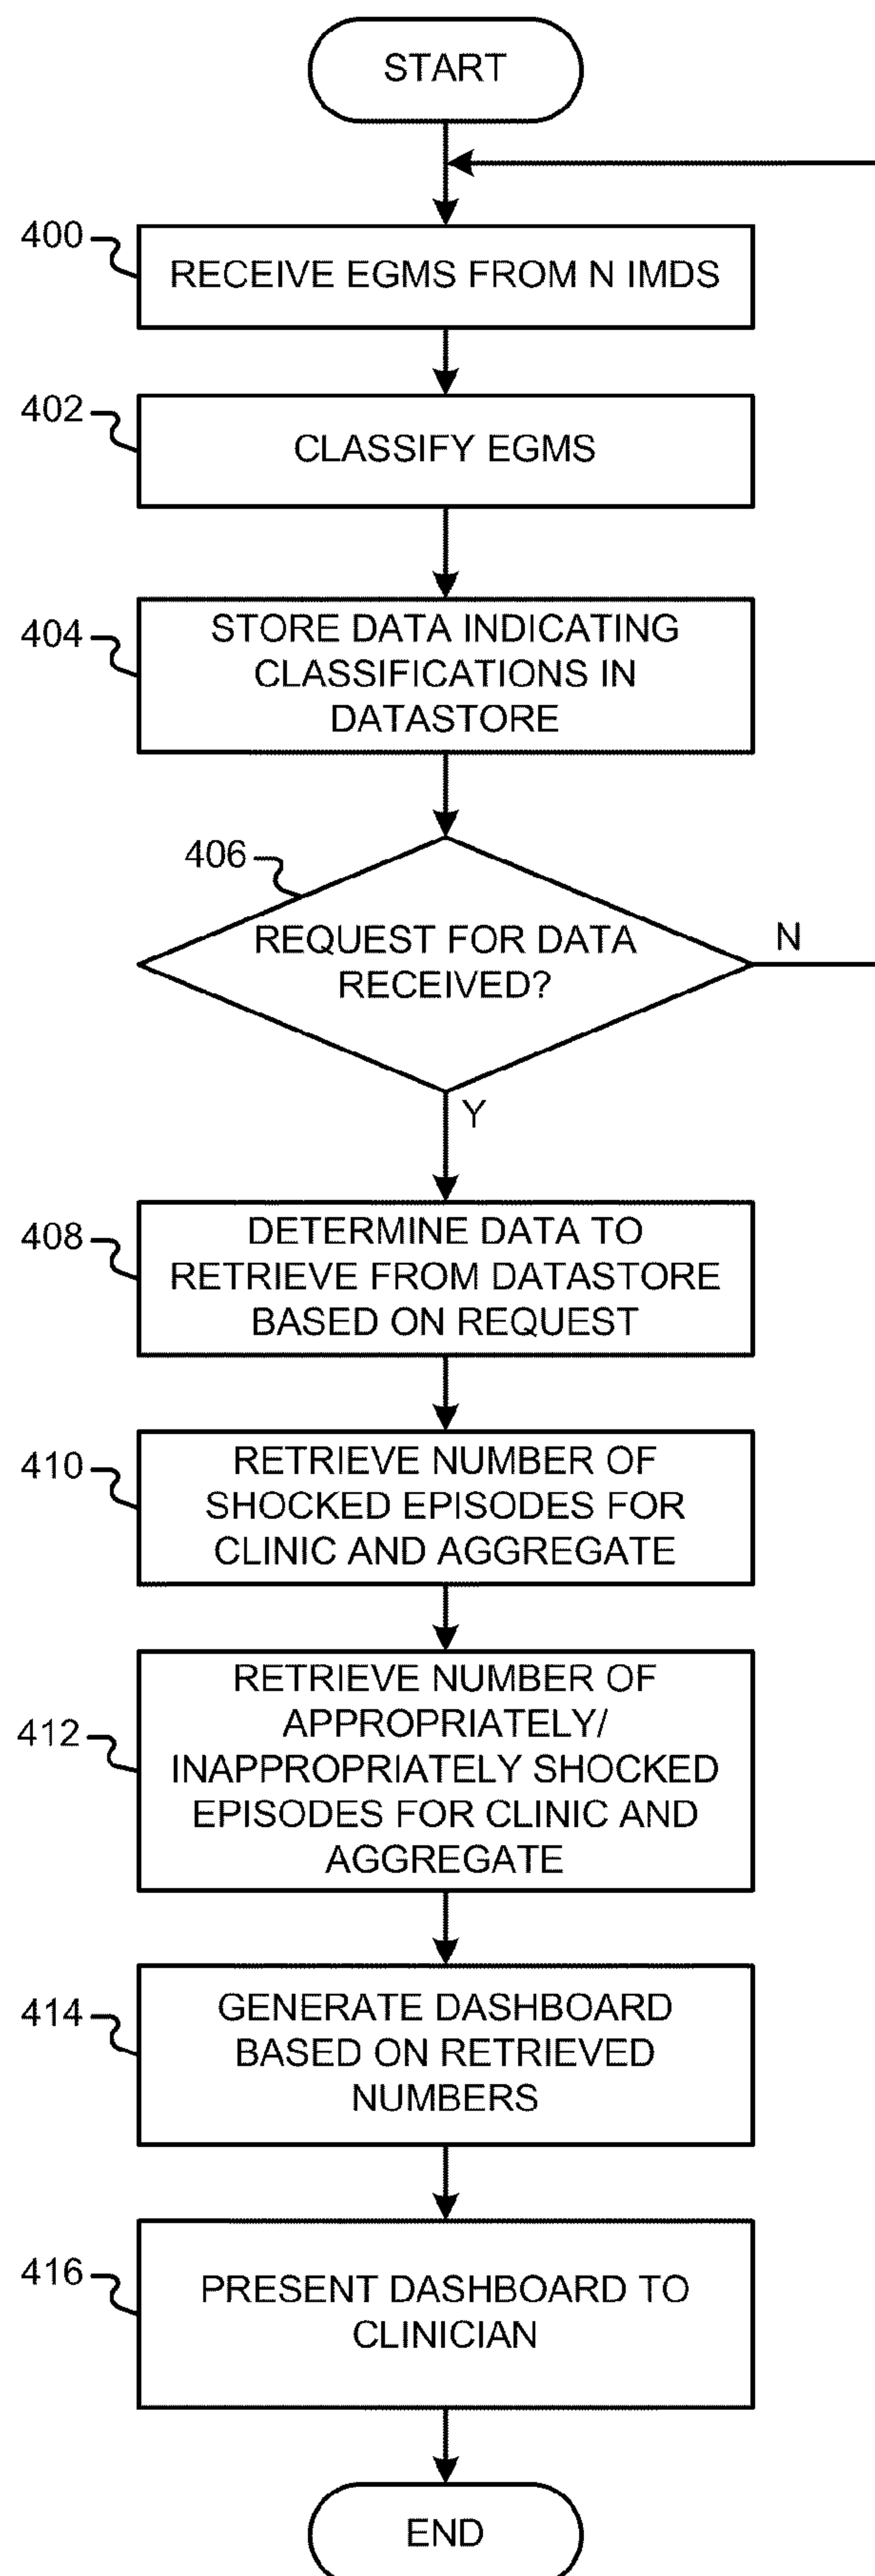 START
400
RECEIVE EGMS FROM N IMDS
402
CLASSIFY EGMS
404
STORE DATA INDICATING
CLASSIFICATIONS IN
DATASTORE
406
REQUEST FOR DATA
RECEIVED?
N
Y
408
DETERMINE DATA TO
RETRIEVE FROM DATASTORE
BASED ON REQUEST
410
RETRIEVE NUMBER OF
SHOCKED EPISODES FOR
CLINIC AND AGGREGATE
412
RETRIEVE NUMBER OF
APPROPRIATELY/
INAPPROPRIATELY SHOCKED
EPISODES FOR CLINIC AND
AGGREGATE
414
GENERATE DASHBOARD
BASED ON RETRIEVED
NUMBERS
416
PRESENT DASHBOARD TO
CLINICIAN
END